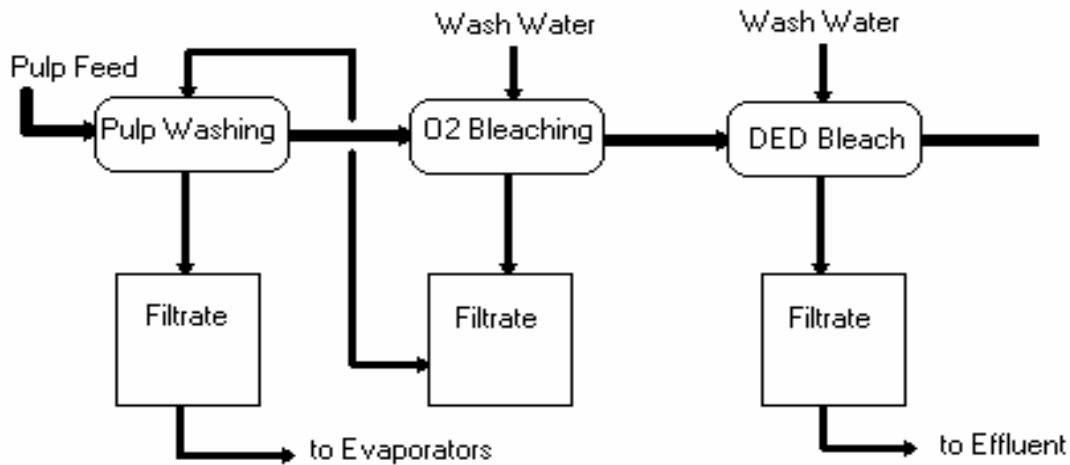 Wash Water
Wash Water
Pulp Feed
Pulp Washing
O2 Bleaching
DED Bleach
Filtrate
Filtrate
Filtrate
to Evaporators
to Effluent